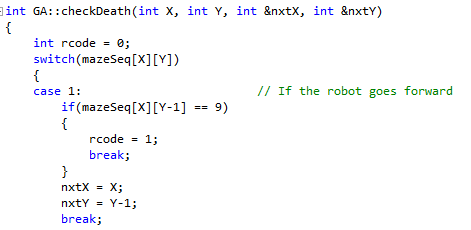 int GA::checkDeath(int X, int Y, int &nxtX, int &nxtY)
{
    int rcode = 0;
    switch(mazeSeq[X][Y])
    {
    case 1:                         // If the robot goes forward
        if(mazeSeq[X][Y-1] == 9)
        {
            rcode = 1;
            break;
        }
        nxtX = X;
        nxtY = Y-1;
        break;